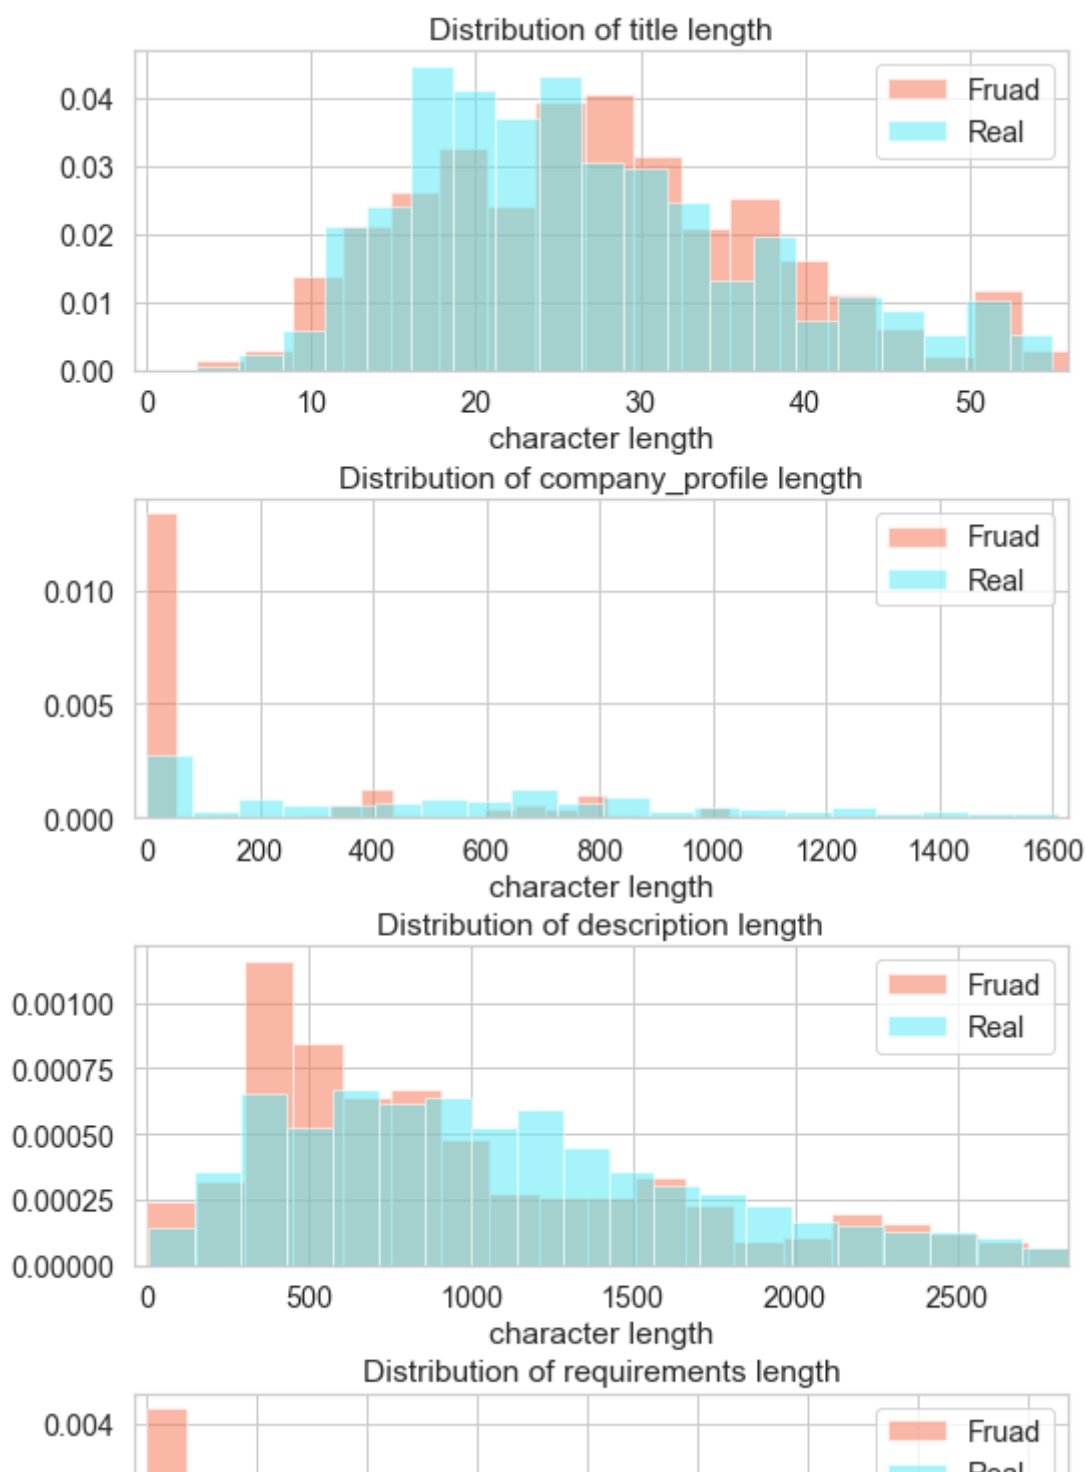 Distribution of title length
Fruad
Real
0.04
0.03
0.02
0.01
0.00
0 10 20 30 40 50
character length
Distribution of company_profile length
Fruad
Real
0.010
0.005
0.000
0 200 400 600 800 1000 1200 1400 1600
character length
Distribution of description length
Fruad
Real
0.00100
0.00075
0.00050
0.00025
0.00000
0 500 1000 1500 2000 2500
character length
Distribution of requirements length
0.004
Fruad
Real